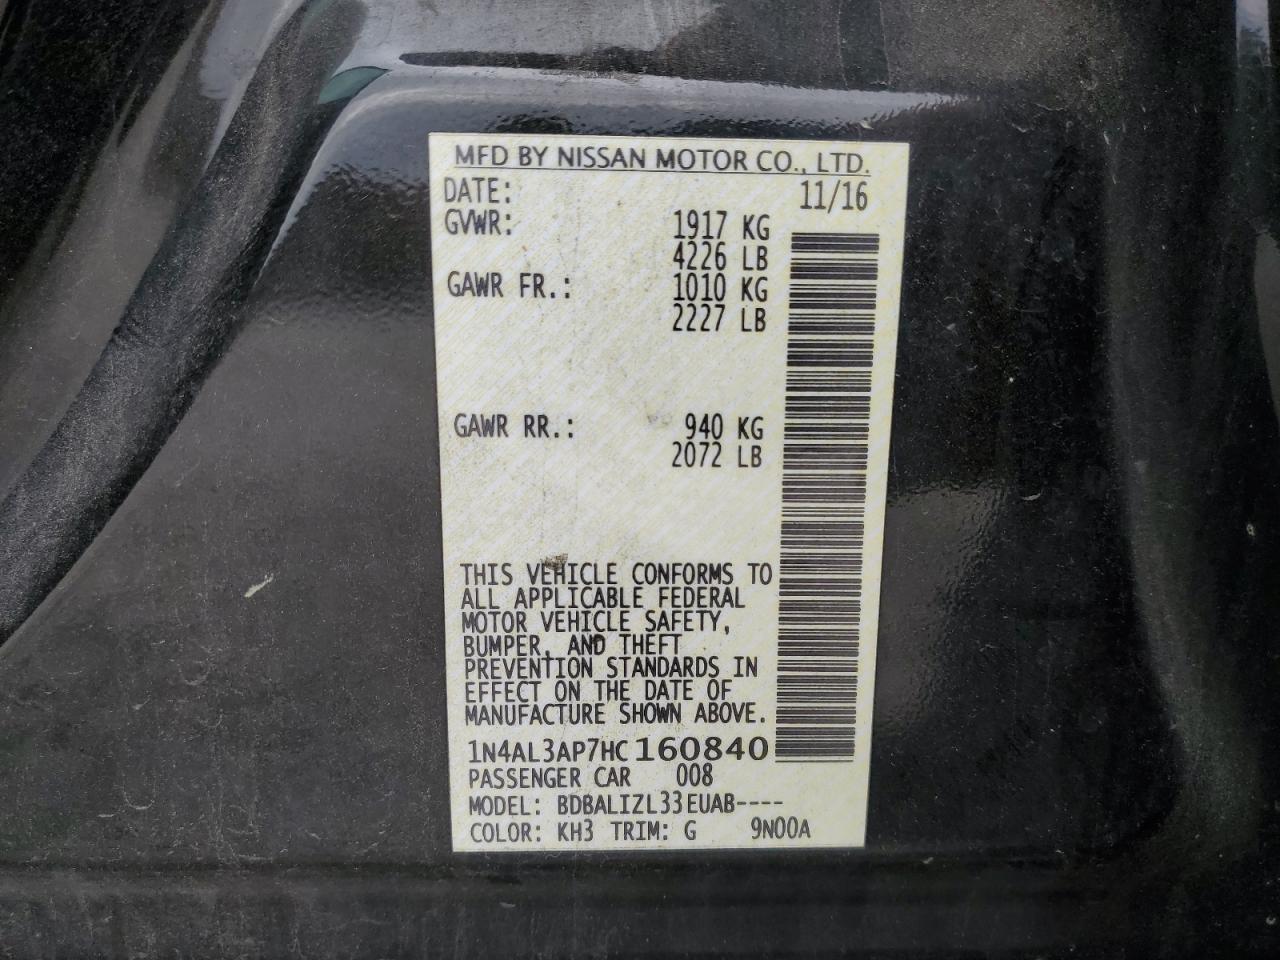 MFD BY NISSAN MOTOR CO., LTD.
DATE: 11/16
GVWR: 1917 KG
4226 LB
GAWR FR.: 1010 KG
2227 LB
GAWR RR.: 940 KG
2072 LB
THIS VEHICLE CONFORMS TO
ALL APPLICABLE FEDERAL
MOTOR VEHICLE SAFETY,
BUMPER, AND THEFT
PREVENTION STANDARDS IN
EFFECT ON THE DATE OF
MANUFACTURE SHOWN ABOVE.
1N4AL3AP7HC160840
PASSENGER CAR 008
MODEL: BDBALIZL33EUAB----
COLOR: KH3 TRIM: G 9N00A